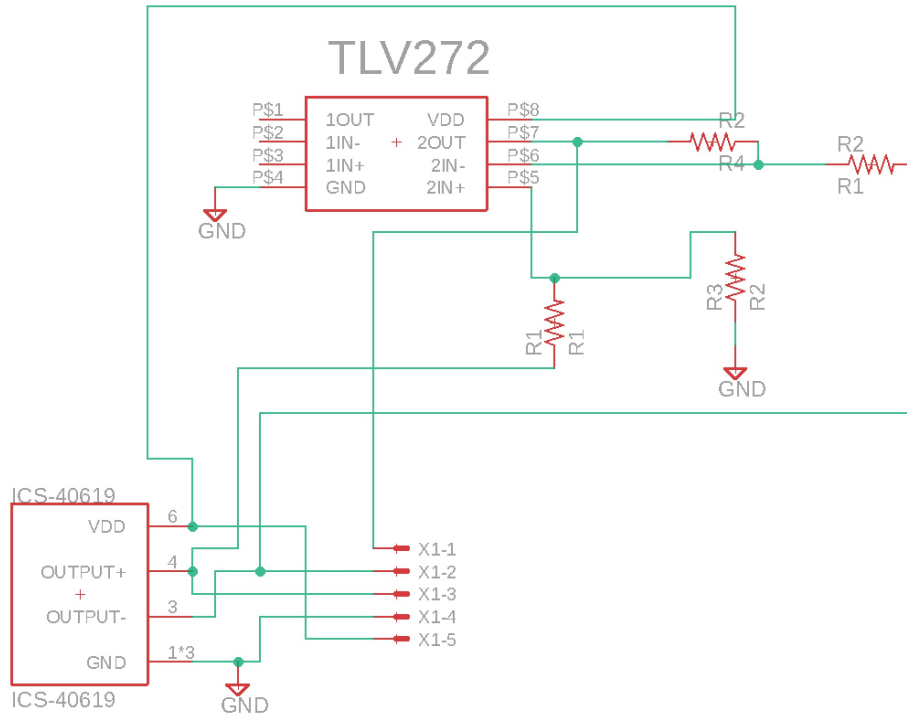 TLV272
P$1 1OUT VDD P$8
P$2 1IN- 2OUT P$7
P$3 1IN+ 2IN- P$6
P$4 GND 2IN+ P$5
GND
R2
R4
R2
R1
R3
R2
R1
R1
GND
ICS-40619
VDD 6
OUTPUT+ 4
OUTPUT- 3
GND 1*3
ICS-40619
GND
X1-1
X1-2
X1-3
X1-4
X1-5